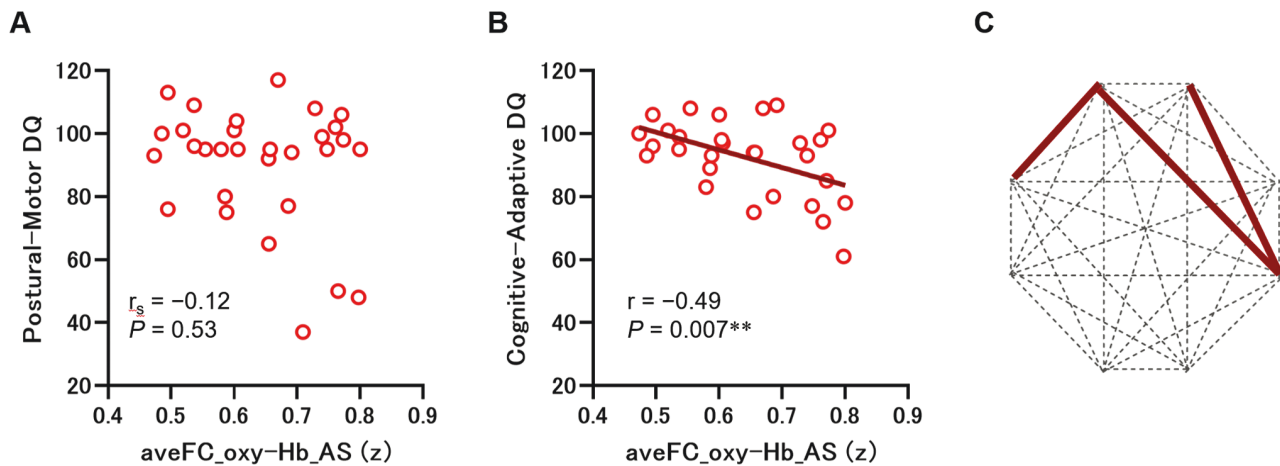 A
Postural-Motor DQ
120
100
80
60
40
20
rs = −0.12
P = 0.53
0.4 0.5 0.6 0.7 0.8 0.9
aveFC_oxy-Hb_AS (z)
B
Cognitive-Adaptive DQ
120
100
80
60
40
20
r = −0.49
P = 0.007**
0.4 0.5 0.6 0.7 0.8 0.9
aveFC_oxy-Hb_AS (z)
C